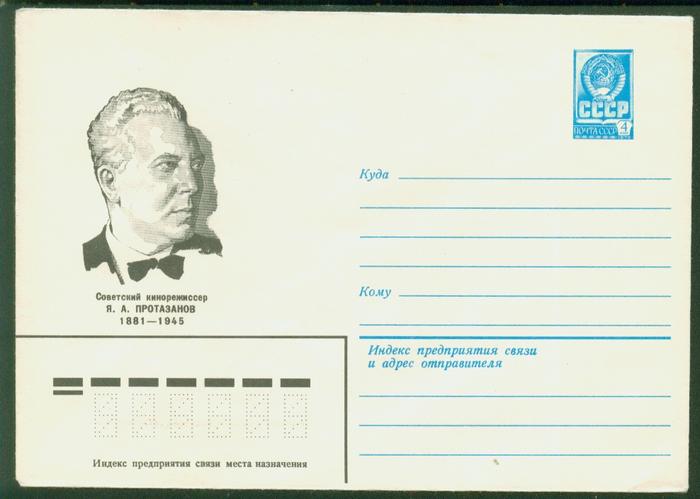 Советский кинорежиссер
Я. А. ПРОТАЗАНОВ
1881—1945
СССР
ПОЧТА СССР 4
Куда
Кому
Индекс предприятия связи
и адрес отправителя
Индекс предприятия связи места назначения